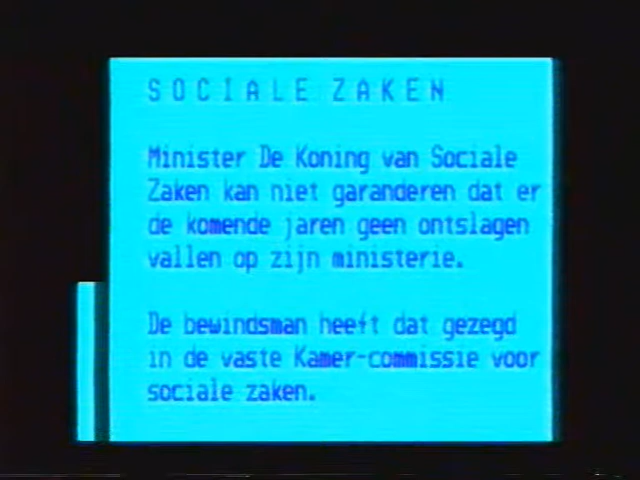 SOCIALE ZAKEN
Minister De Koning van Sociale
Zaken kan niet garanderen dat er
de komende jaren geen ontslagen
vallen op zijn ministerie.
De bewindsman heeft dat gezegd
in de vaste Kamer-commissie voor
sociale zaken.